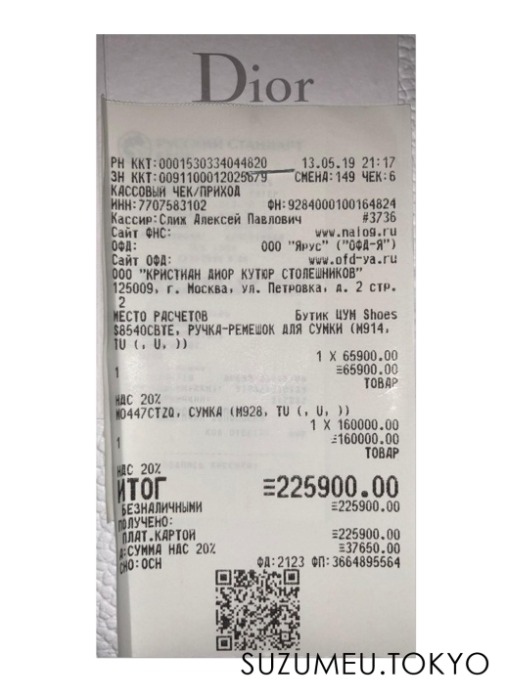 Dior
РУССКИЙ СТАНДАРТ
РН ККТ:0001530334044820 13.05.19 21:17
ЗН ККТ:0091100012025679 СМЕНА:149 ЧЕК:6
КАССОВЫЙ ЧЕК/ПРИХОД
ИНН:7707583102 ФН:9284000100164824
Кассир:Слих Алексей Павлович #3736
Сайт ФНС: www.nalog.ru
ОФД: ООО "Ярус" ("ОФД-Я")
Сайт ОФД: www.ofd-ya.ru
ООО "КРИСТИАН ДИОР КУТЮР СТОЛЕШНИКОВ"
125009, г. Москва, ул. Петровка, д. 2 стр.
2
МЕСТО РАСЧЕТОВ Бутик ЦУМ Shoes
S8540CBTE, РУЧКА-РЕМЕШОК ДЛЯ СУМКИ (M914,
TU (, U, ))
1 X 65900.00
1 ≡65900.00
ТОВАР
НДС 20%
M0447CTZQ, СУМКА (M928, TU (, U, ))
1 X 160000.00
1 ≡160000.00
ТОВАР
НДС 20%
ИТОГ ≡225900.00
БЕЗНАЛИЧНЫМИ ≡225900.00
ПОЛУЧЕНО:
ПЛАТ.КАРТОЙ ≡225900.00
А:СУММА НДС 20% ≡37650.00
СНО:ОСН ФД:2123 ФП:3664895564
SUZUMEU.TOKYO